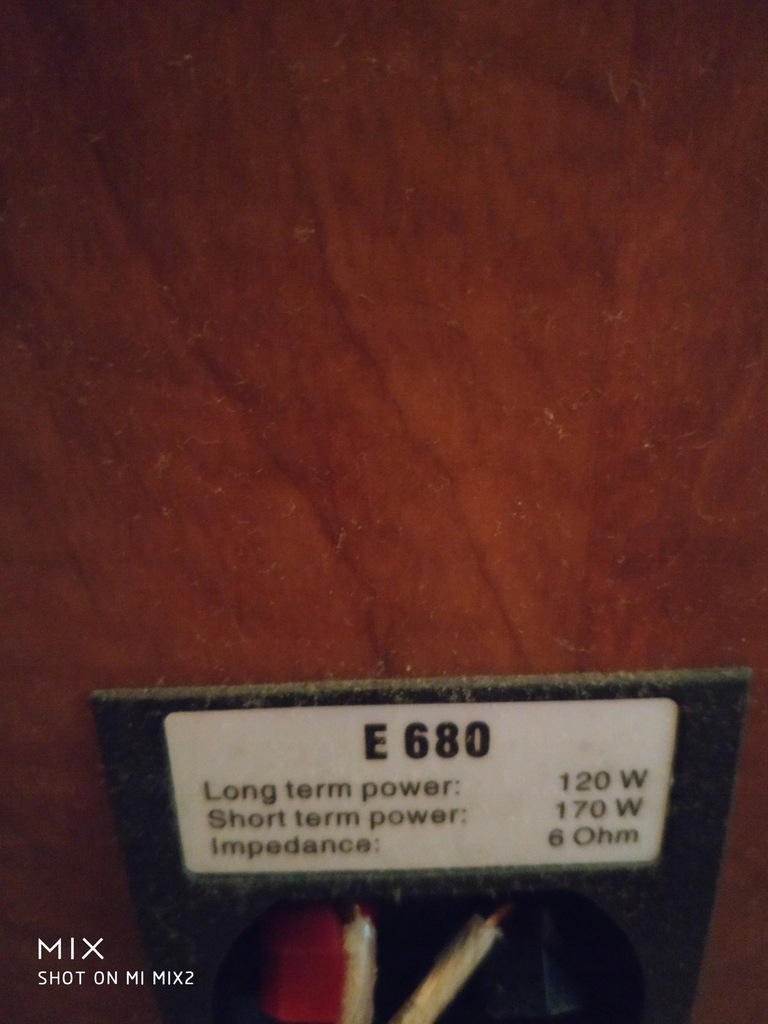 E 680
Long term power: 120 W
Short term power: 170 W
Impedance: 6 Ohm
MIX
SHOT ON MI MIX2